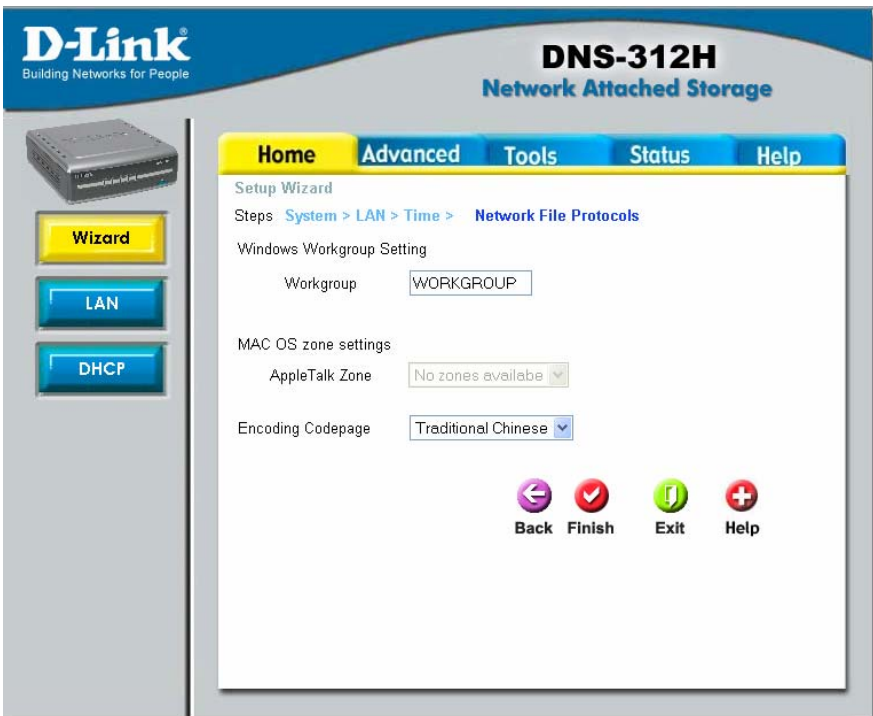 D-Link®
Building Networks for People
DNS-312H
Network Attached Storage
Home Advanced Tools Status Help
Setup Wizard
Steps System > LAN > Time > Network File Protocols
Wizard
Windows Workgroup Setting
Workgroup WORKGROUP
LAN
MAC OS zone settings
DHCP
AppleTalk Zone No zones availabe
Encoding Codepage Traditional Chinese
Back Finish Exit Help